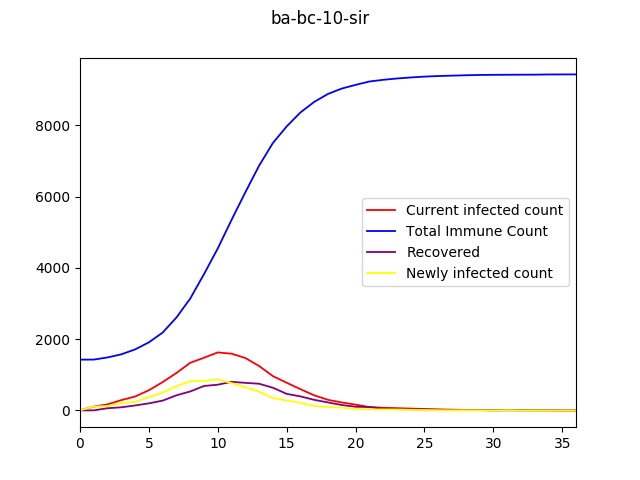 ba-bc-10-sir
8000
6000
4000
2000
0
Current infected count
Total Immune Count
Recovered
Newly infected count
0 5 10 15 20 25 30 35